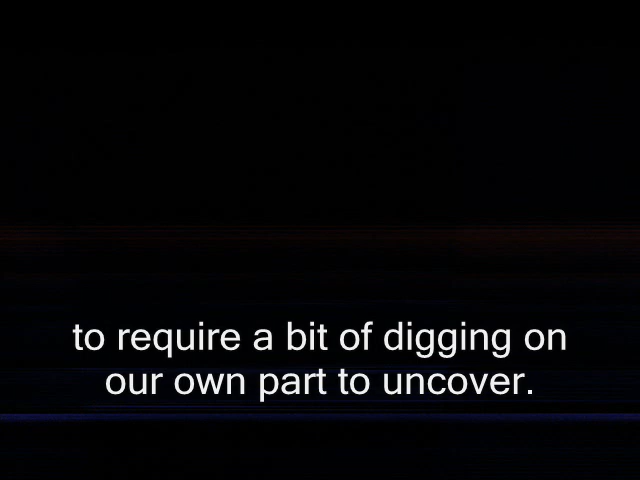 to require a bit of digging on
our own part to uncover.